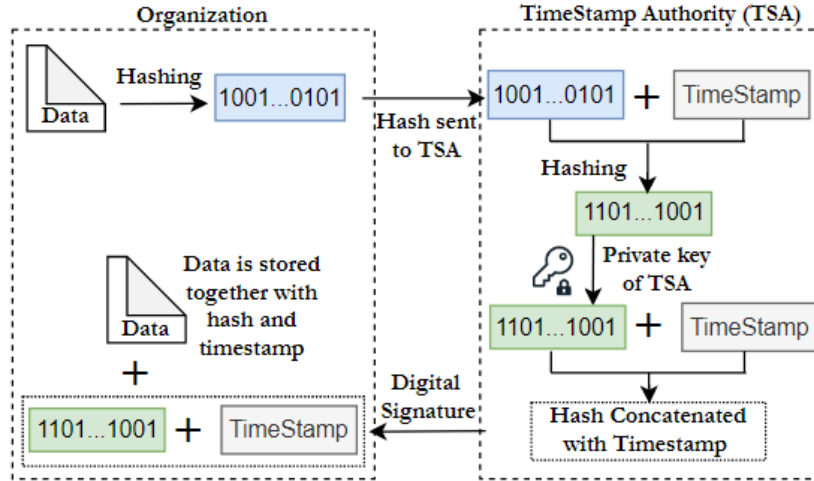 Organization
TimeStamp Authority (TSA)
Data
Hashing
1001...0101
Hash sent
to TSA
1001...0101
+
TimeStamp
Hashing
1101...1001
Private key
of TSA
1101...1001
+
TimeStamp
Hash Concatenated
with Timestamp
Digital
Signature
Data
Data is stored
together with
hash and
timestamp
+
1101...1001
+
TimeStamp